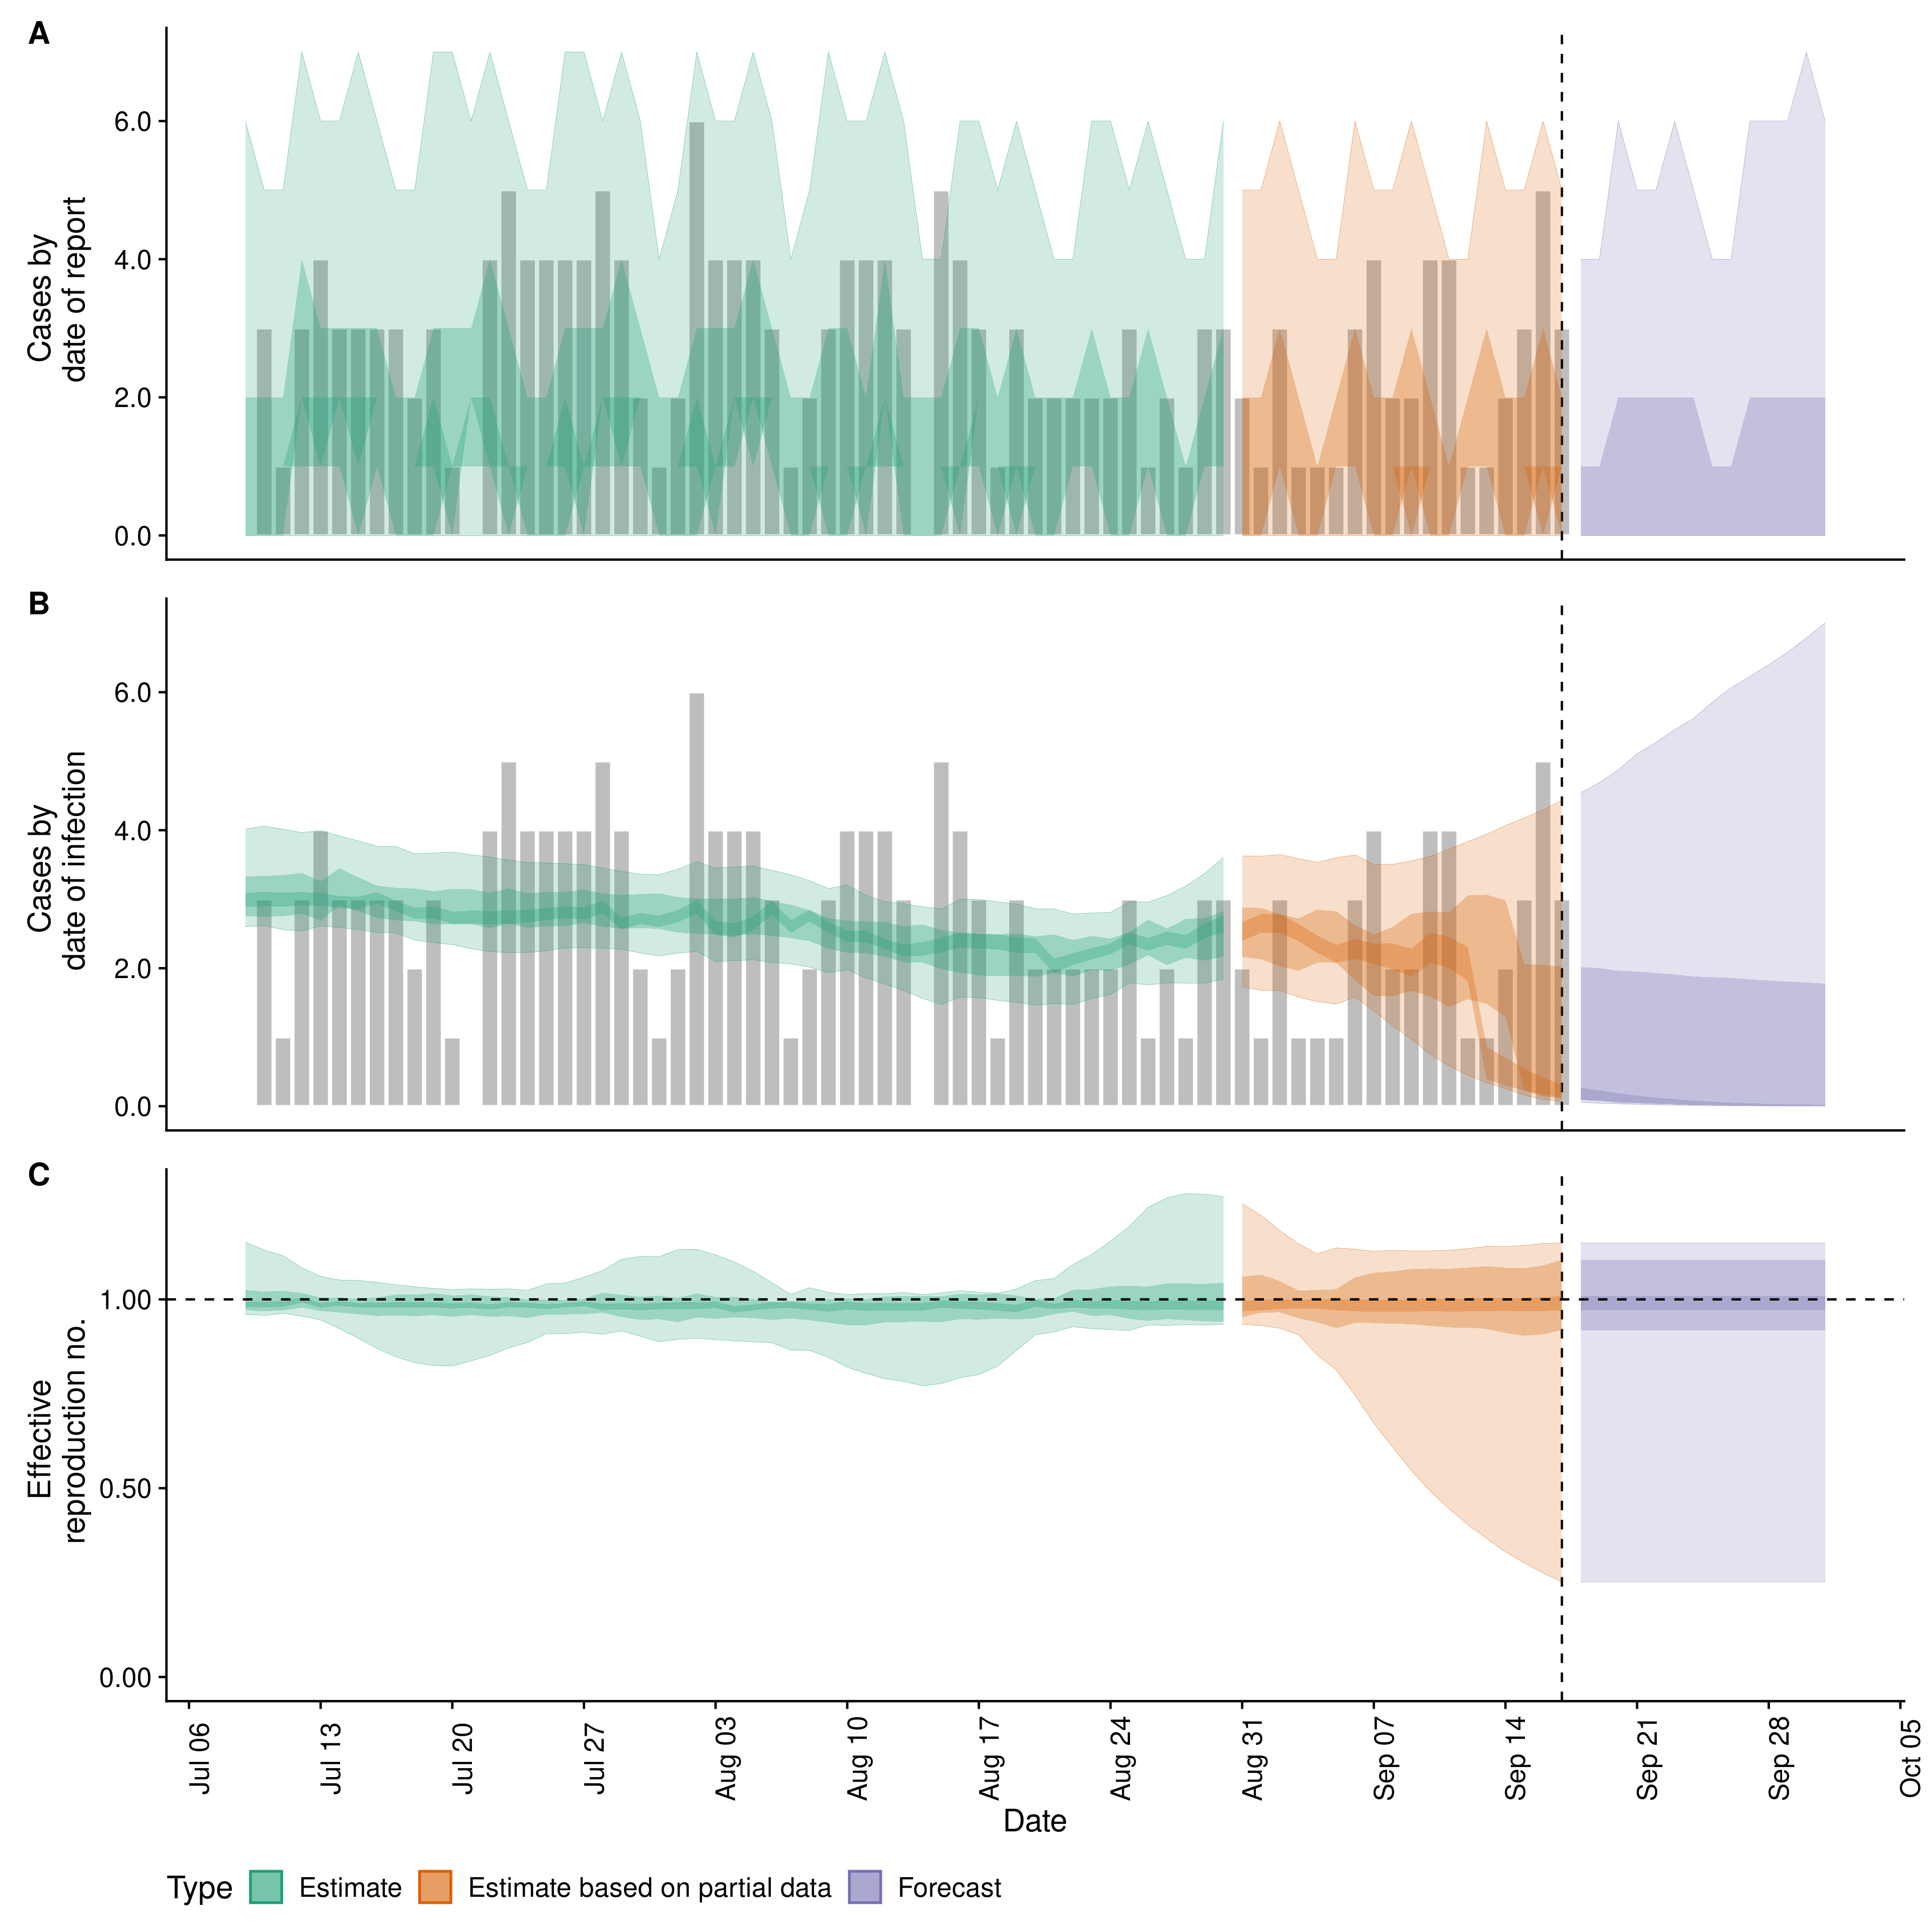 A
Cases by
date of report
6.0
4.0
2.0
0.0
B
Cases by
date of infection
6.0
4.0
2.0
0.0
C
Effective
reproduction no.
1.00
0.50
0.00
Jul 06
Jul 13
Jul 20
Jul 27
Aug 03
Aug 10
Aug 17
Aug 24
Aug 31
Sep 07
Sep 14
Sep 21
Sep 28
Oct 05
Date
Type Estimate Estimate based on partial data Forecast